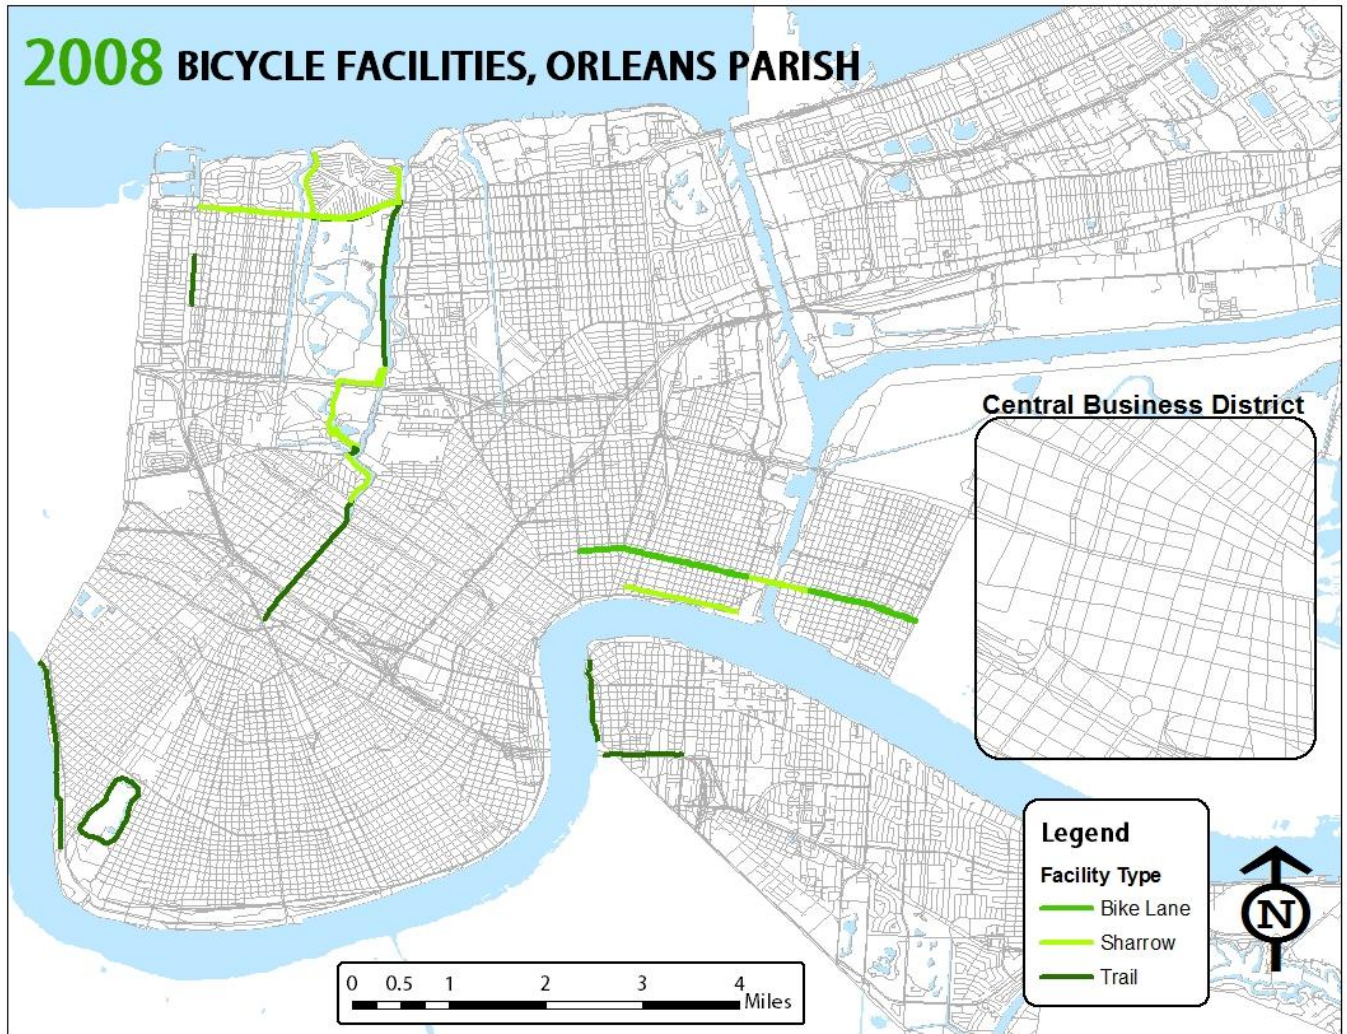 2008 BICYCLE FACILITIES, ORLEANS PARISH
Central Business District
Legend
Facility Type
Bike Lane
Sharrow
Trail
N
0 0.5 1 2 3 4
Miles